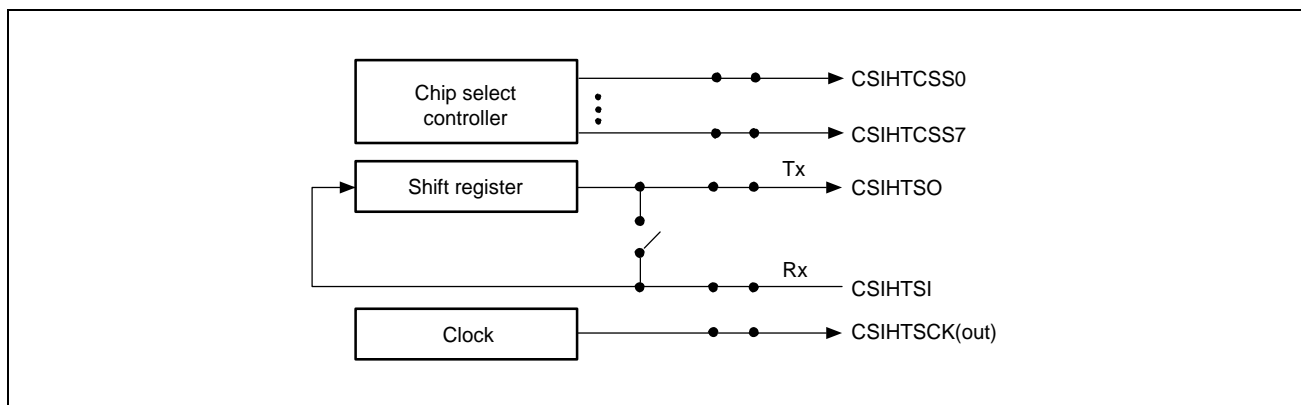 Chip select
controller
CSIHTCSS0
CSIHTCSS7
Shift register
Tx
CSIHTSO
Rx
CSIHTSI
Clock
CSIHTSCK(out)